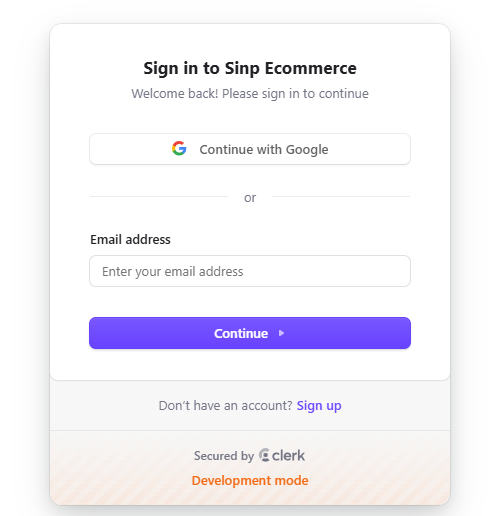 Sign in to Sinp Ecommerce
Welcome back! Please sign in to continue
Continue with Google
or
Email address
Enter your email address
Continue
Don't have an account? Sign up
Secured by clerk
Development mode